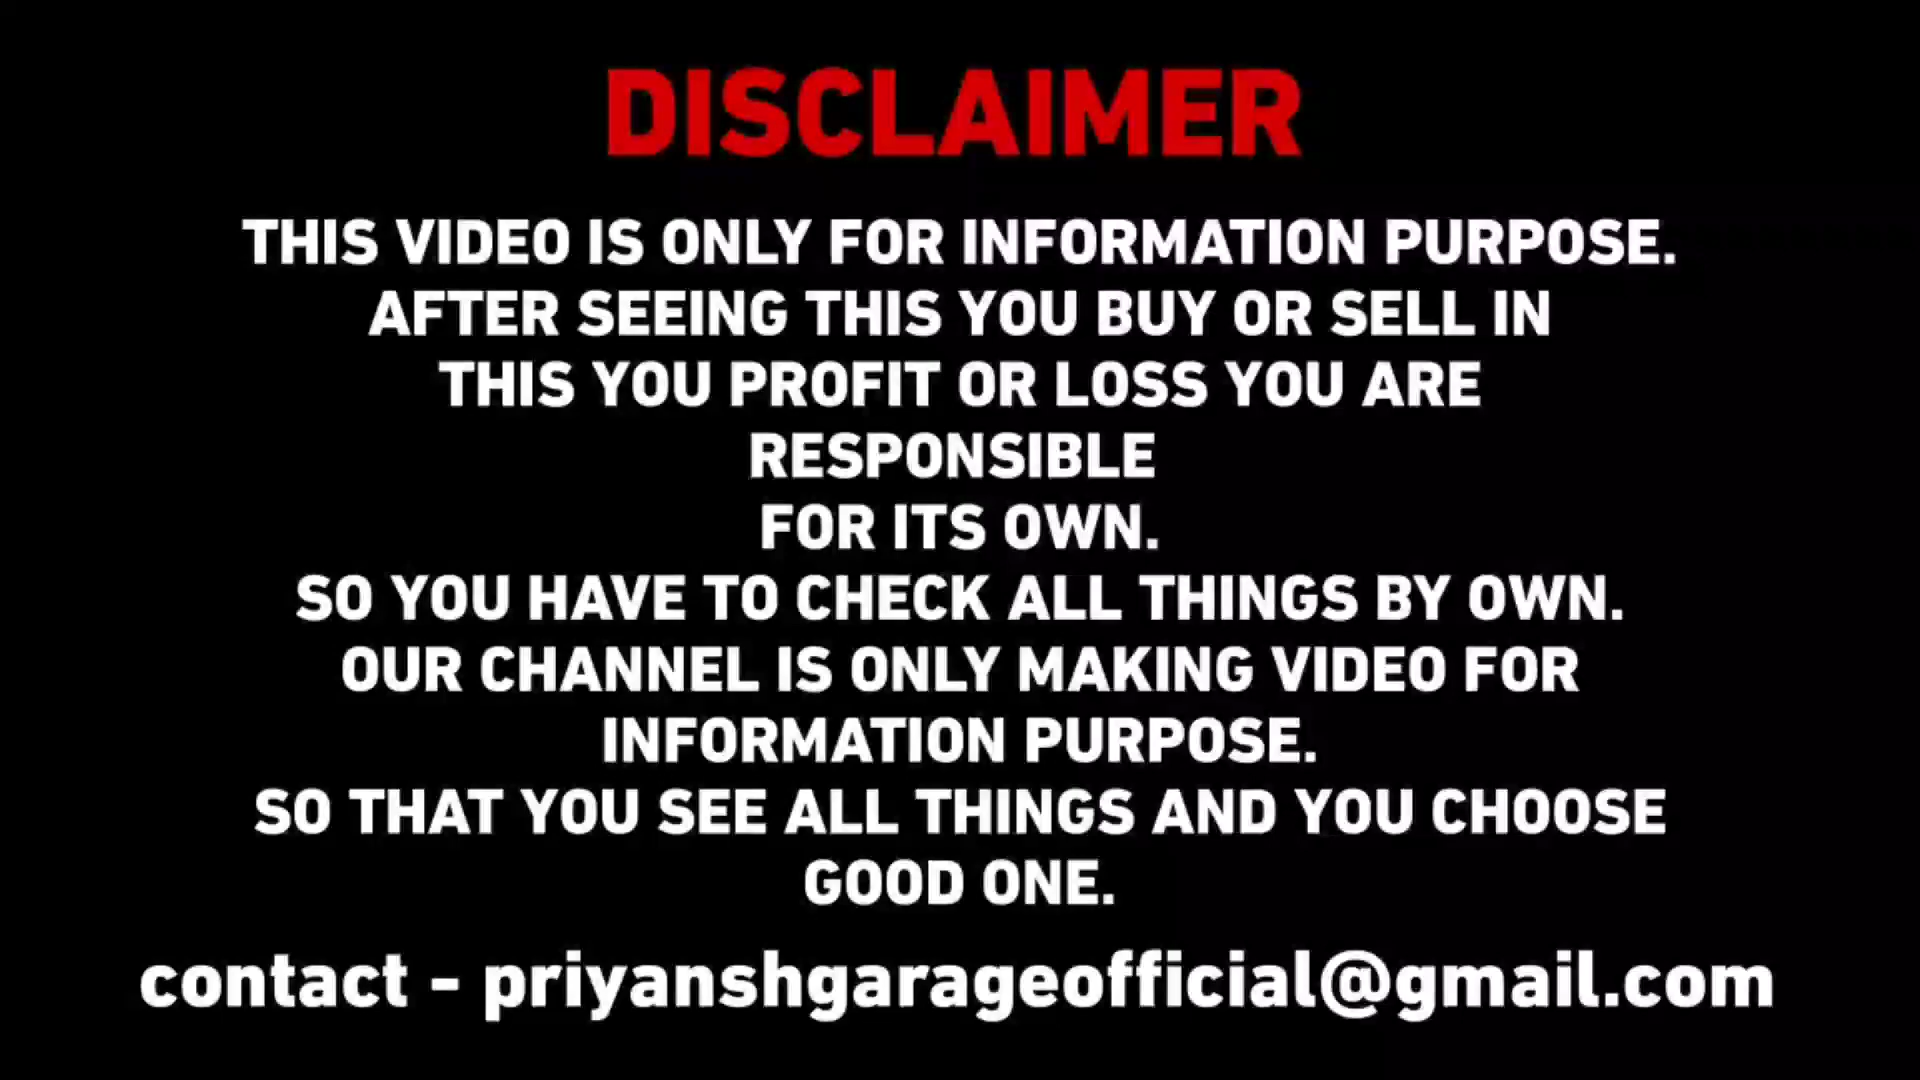 DISCLAIMER
THIS VIDEO IS ONLY FOR INFORMATION PURPOSE.
AFTER SEEING THIS YOU BUY OR SELL IN
THIS YOU PROFIT OR LOSS YOU ARE
RESPONSIBLE
FOR ITS OWN.
SO YOU HAVE TO CHECK ALL THINGS BY OWN.
OUR CHANNEL IS ONLY MAKING VIDEO FOR
INFORMATION PURPOSE.
SO THAT YOU SEE ALL THINGS AND YOU CHOOSE
GOOD ONE.
contact - priyanshgarageofficial@gmail.com